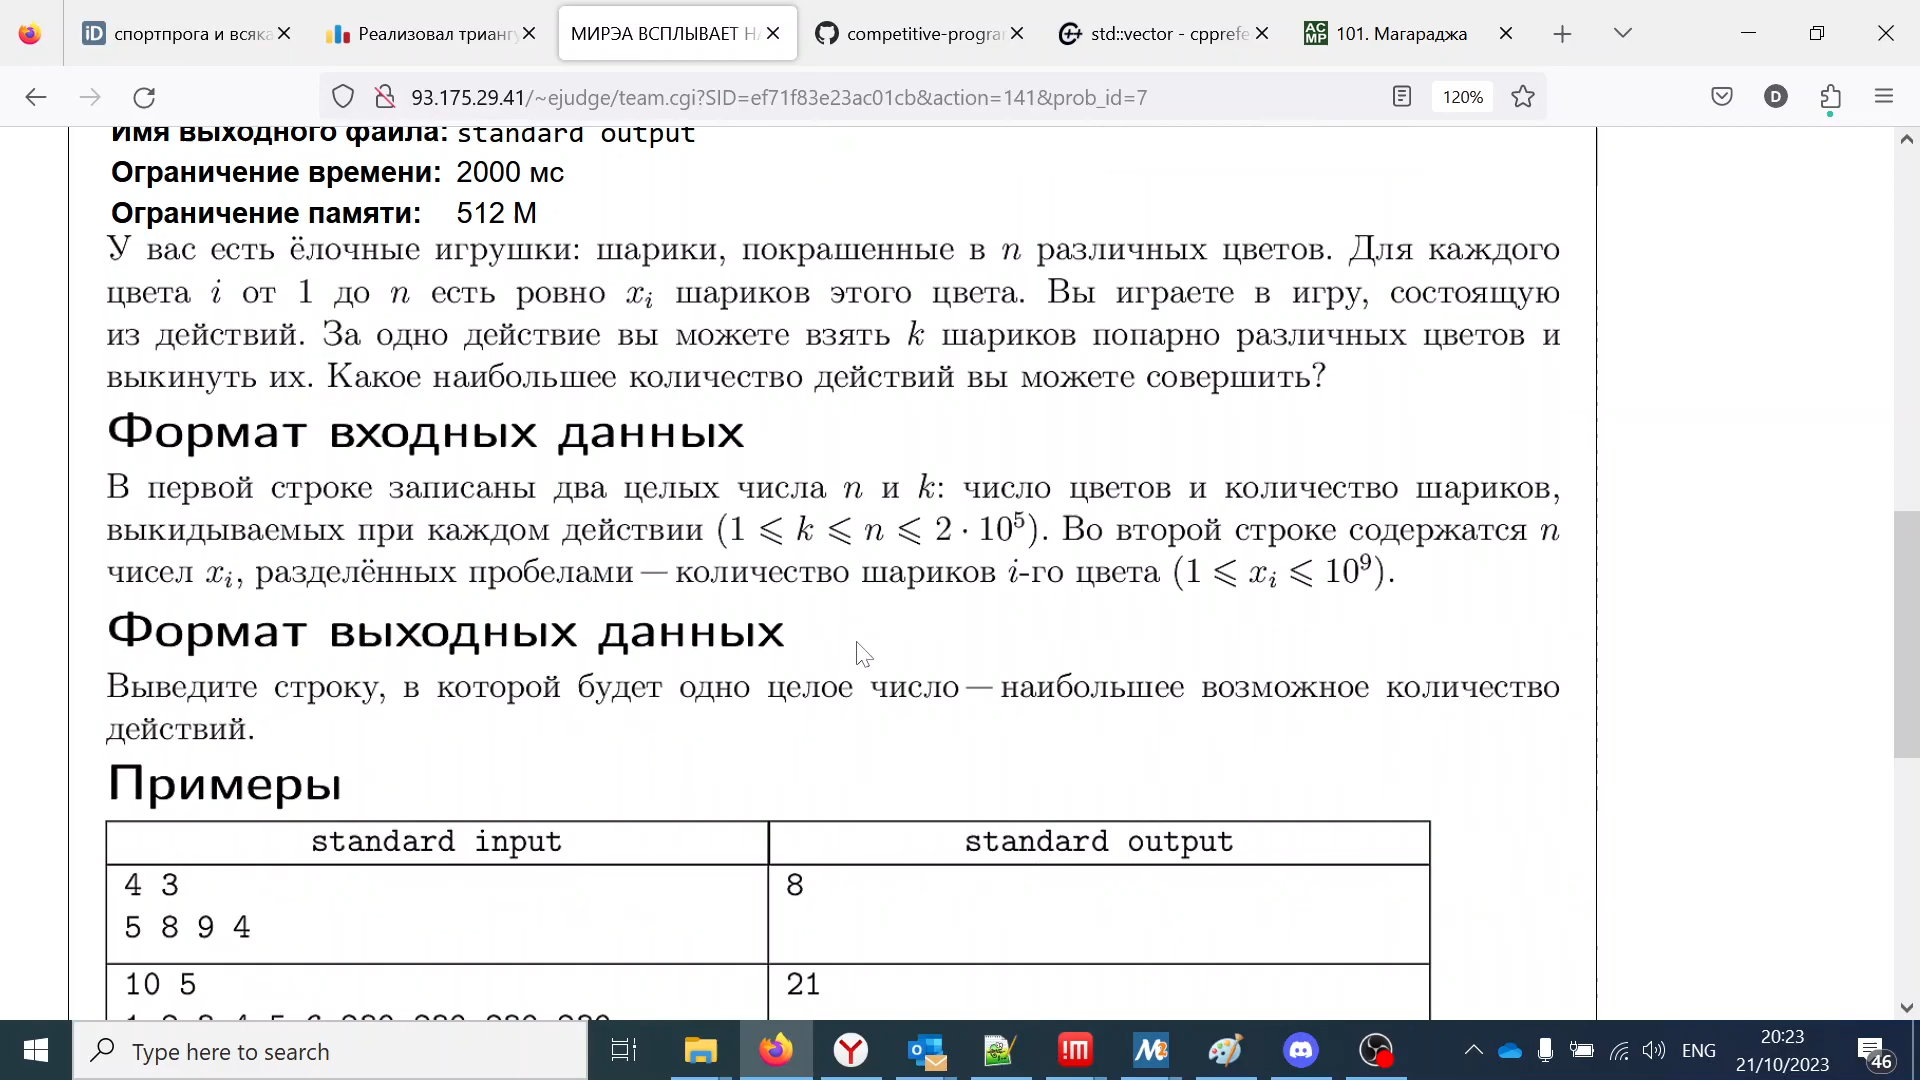 спортпрога и всяка
Реализовал триангу
МИРЭА ВСПЛЫВАЕТ Н
competitive-progra
std::vector - cpprefe
101. Магараджа
93.175.29.41/~ejudge/team.cgi?SID=ef71f83e23ac01cb&action=141&prob_id=7
120%
Имя выходного файла: standard output
Ограничение времени: 2000 мс
Ограничение памяти: 512 M
У вас есть ёлочные игрушки: шарики, покрашенные в n различных цветов. Для каждого
цвета i от 1 до n есть ровно xᵢ шариков этого цвета. Вы играете в игру, состоящую
из действий. За одно действие вы можете взять k шариков попарно различных цветов и
выкинуть их. Какое наибольшее количество действий вы можете совершить?
Формат входных данных
В первой строке записаны два целых числа n и k: число цветов и количество шариков,
выкидываемых при каждом действии (1 ⩽ k ⩽ n ⩽ 2 · 10⁵). Во второй строке содержатся n
чисел xᵢ, разделённых пробелами — количество шариков i-го цвета (1 ⩽ xᵢ ⩽ 10⁹).
Формат выходных данных
Выведите строку, в которой будет одно целое число — наибольшее возможное количество
действий.
Примеры
standard input standard output
4 3 8
5 8 9 4
10 5 21
Type here to search
ENG
20:23
21/10/2023
46